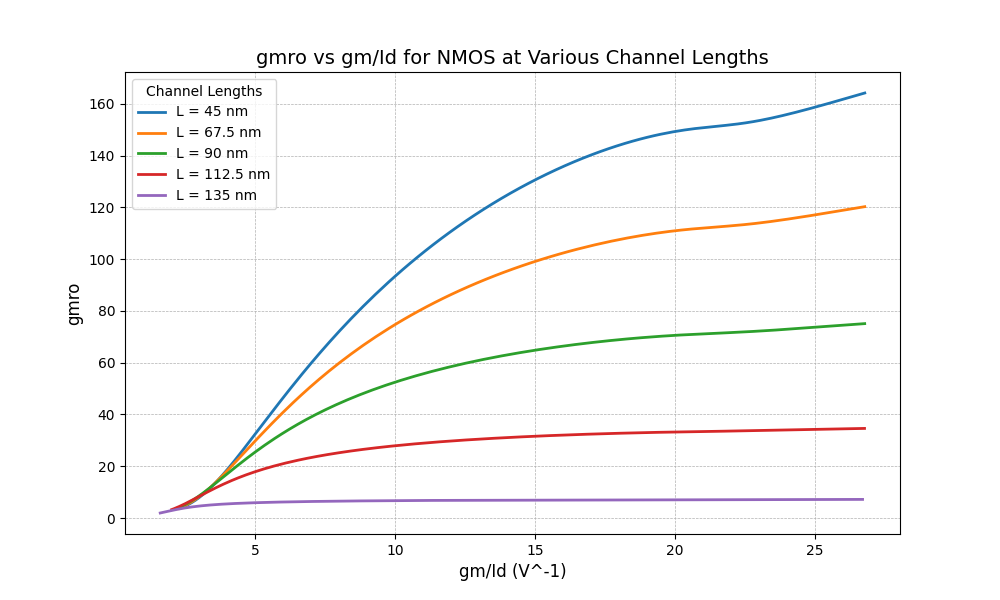 gmro vs gm/Id for NMOS at Various Channel Lengths
Channel Lengths
L = 45 nm
L = 67.5 nm
L = 90 nm
L = 112.5 nm
L = 135 nm
gmro
160
140
120
100
80
60
40
20
0
5
10
15
20
25
gm/Id (V^-1)